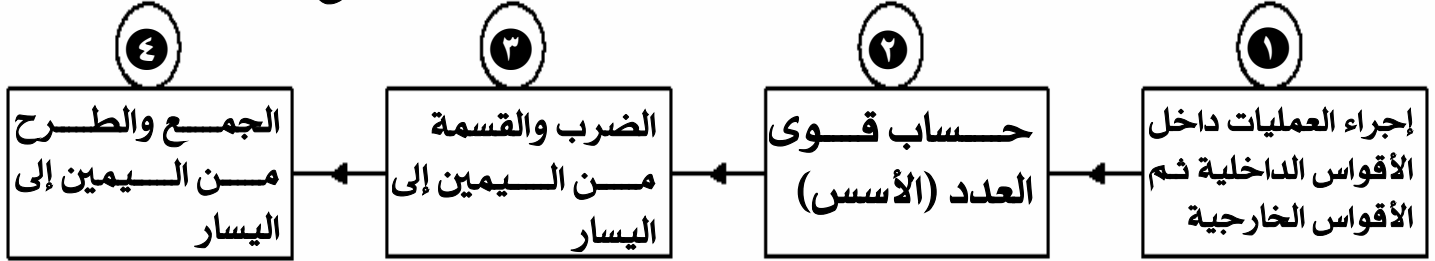 ١
إجراء العمليات داخل
الأقواس الداخلية ثم
الأقواس الخارجية
٢
حساب قوى
العدد (الأسس)
٣
الضرب والقسمة
من اليمين إلى
اليسار
٤
الجمع والطرح
من اليمين إلى
اليسار